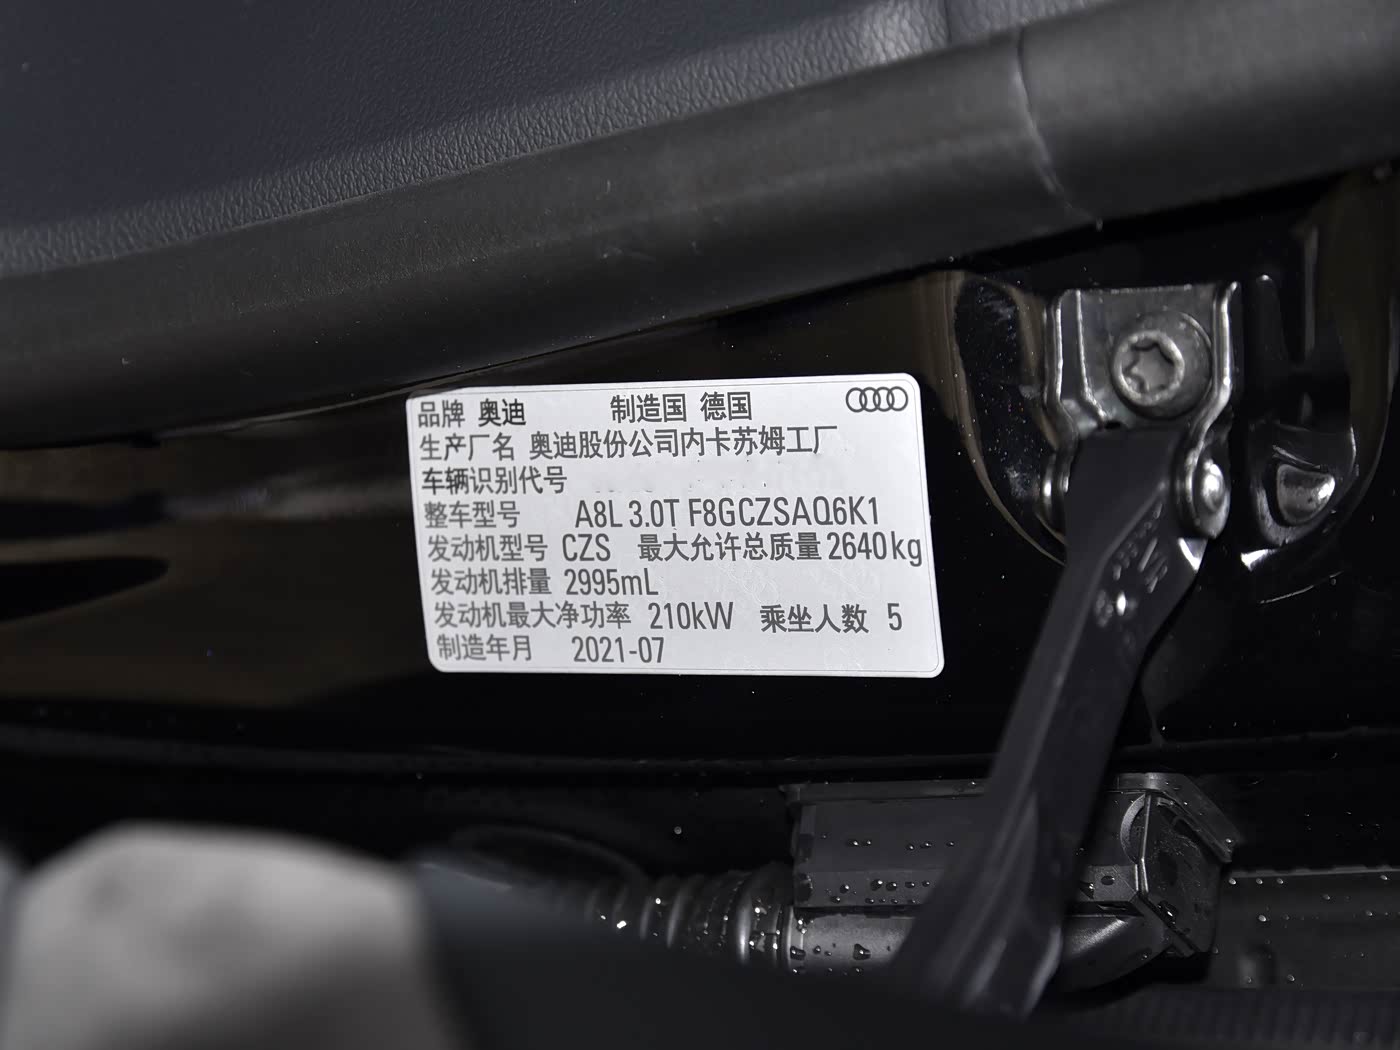 品牌 奥迪 制造国 德国
生产厂名 奥迪股份公司内卡苏姆工厂
车辆识别代号
整车型号 A8L 3.0T F8GCZSAQ6K1
发动机型号 CZS 最大允许总质量 2640kg
发动机排量 2995mL
发动机最大净功率 210kW 乘坐人数 5
制造年月 2021-07